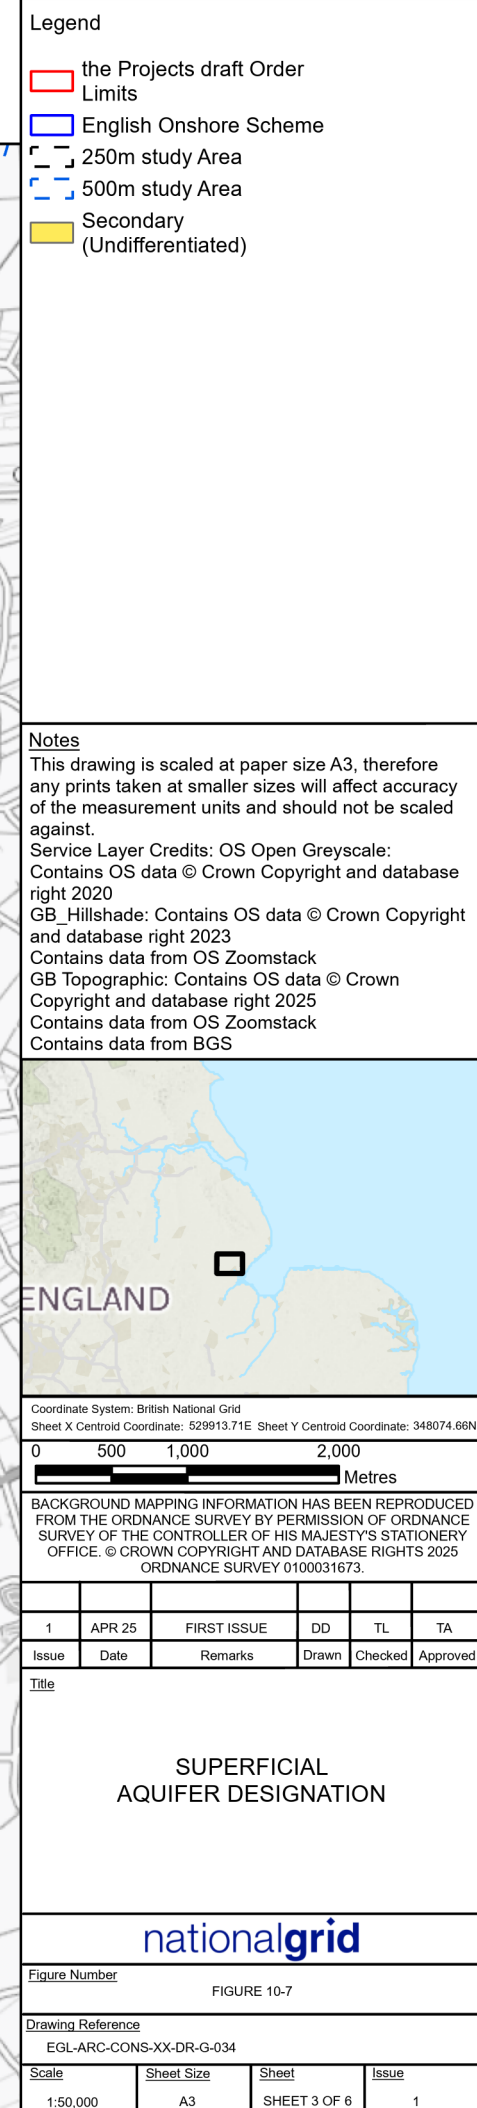 Legend
the Projects draft Order
Limits
English Onshore Scheme
250m study Area
500m study Area
Secondary
(Undifferentiated)
Notes
This drawing is scaled at paper size A3, therefore
any prints taken at smaller sizes will affect accuracy
of the measurement units and should not be scaled
against.
Service Layer Credits: OS Open Greyscale:
Contains OS data © Crown Copyright and database
right 2020
GB_Hillshade: Contains OS data © Crown Copyright
and database right 2023
Contains data from OS Zoomstack
GB Topographic: Contains OS data © Crown
Copyright and database right 2025
Contains data from OS Zoomstack
Contains data from BGS
ENGLAND
Coordinate System: British National Grid
Sheet X Centroid Coordinate: 529913.71E Sheet Y Centroid Coordinate: 348074.66N
0 500 1,000 2,000
Metres
BACKGROUND MAPPING INFORMATION HAS BEEN REPRODUCED
FROM THE ORDNANCE SURVEY BY PERMISSION OF ORDNANCE
SURVEY OF THE CONTROLLER OF HIS MAJESTY'S STATIONERY
OFFICE. © CROWN COPYRIGHT AND DATABASE RIGHTS 2025
ORDNANCE SURVEY 0100031673.
1 APR 25 FIRST ISSUE DD TL TA
Issue Date Remarks Drawn Checked Approved
Title
SUPERFICIAL
AQUIFER DESIGNATION
nationalgrid
Figure Number
FIGURE 10-7
Drawing Reference
EGL-ARC-CONS-XX-DR-G-034
Scale Sheet Size Sheet Issue
1:50,000 A3 SHEET 3 OF 6 1